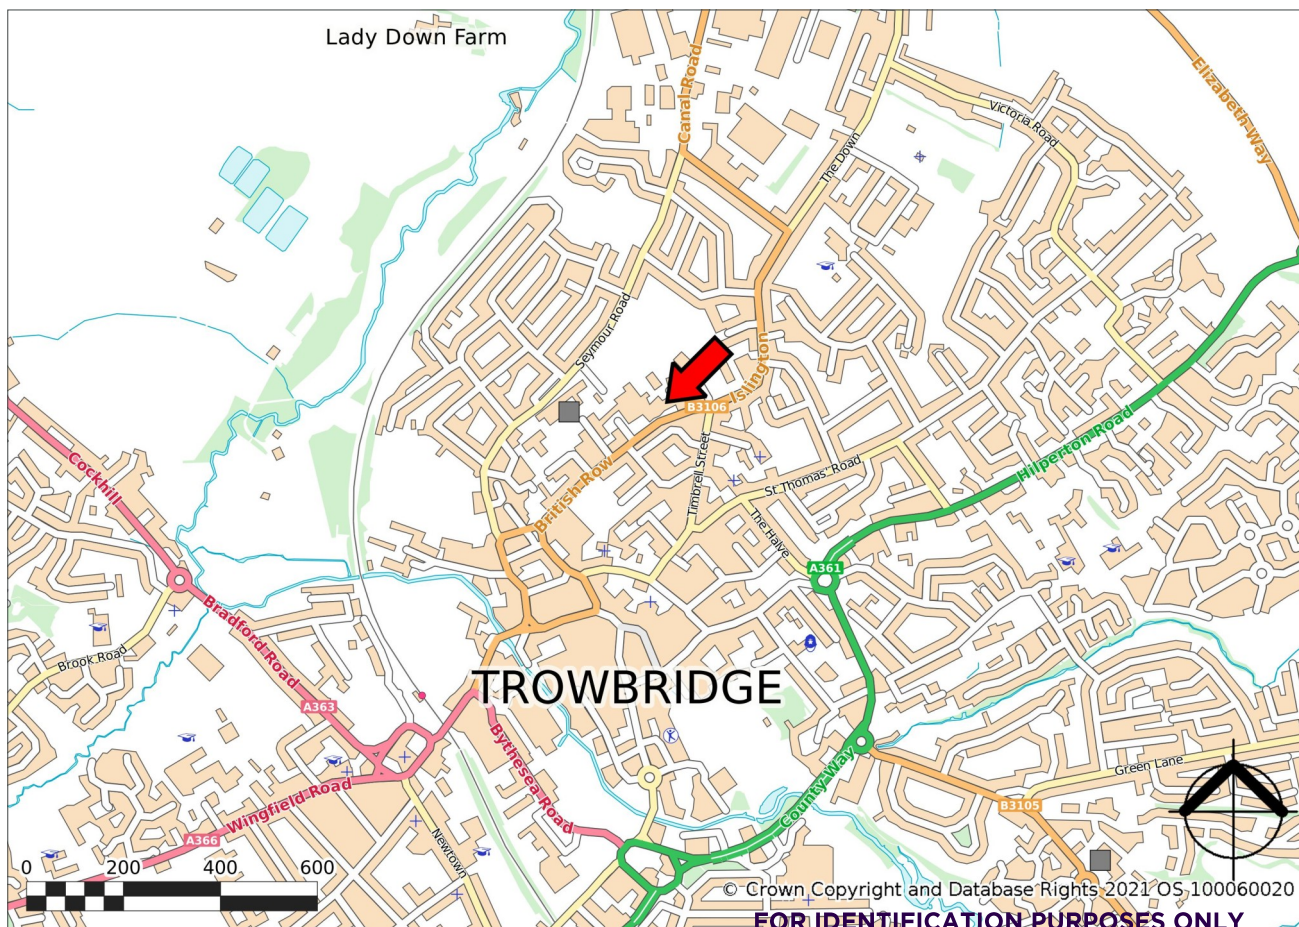 Lady Down Farm
Canal Road
Elizabeth Way
Victoria Road
The Down
Seymour Road
Islington
B3106
Cockhill
Hilperton Road
Timbrell Street
St Thomas' Road
British Row
The Halve
A361
Bradford Road
Brook Road
TROWBRIDGE
A363
Bythesea Road
County Way
Green Lane
B3105
Wingfield Road
A366
Newtown
0 200 400 600
© Crown Copyright and Database Rights 2021 OS 100060020
FOR IDENTIFICATION PURPOSES ONLY